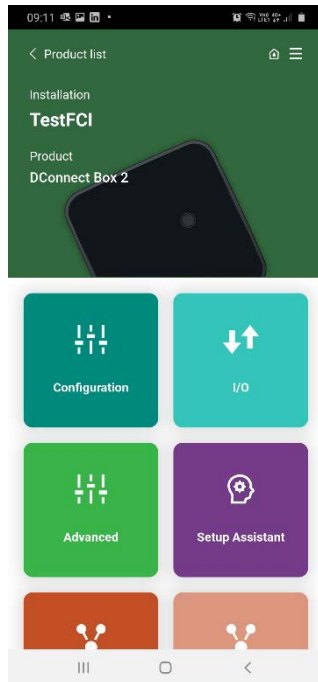 09:11
< Product list
Installation
TestFCI
Product
DConnect Box 2
Configuration
I/O
Advanced
Setup Assistant